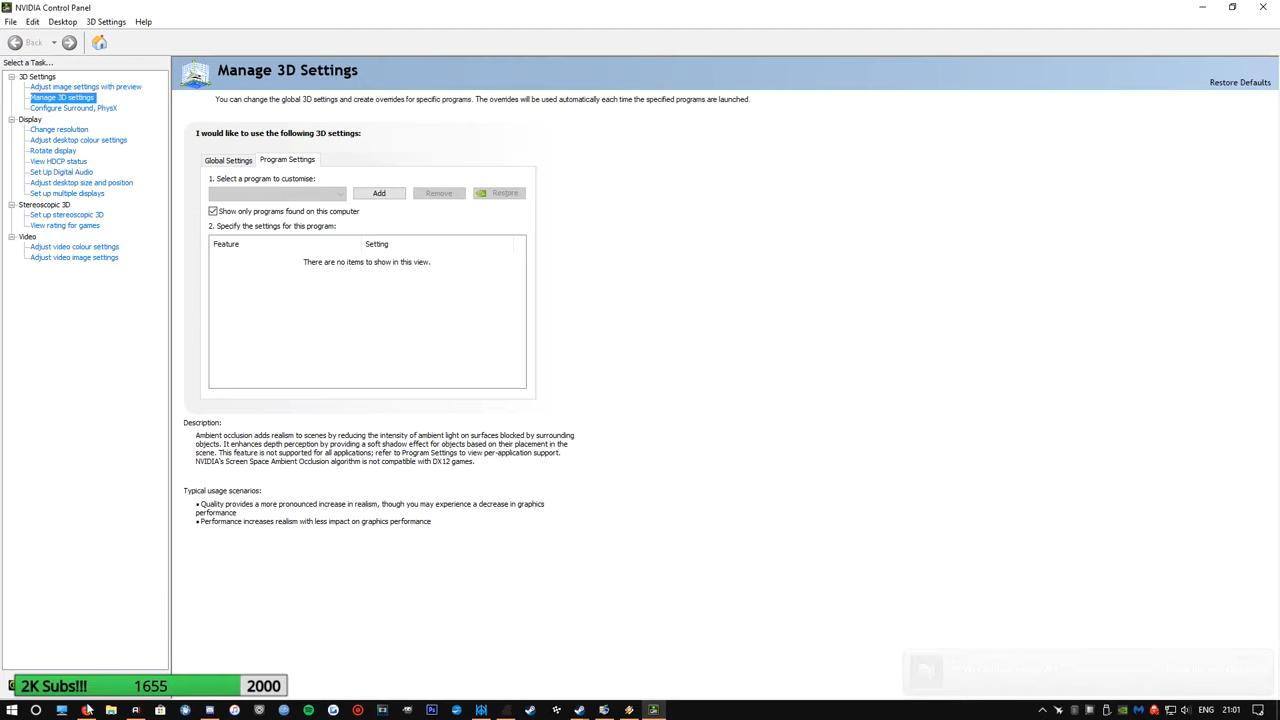 NVIDIA Control Panel
File Edit Desktop 3D Settings Help
Back
Select a Task...
3D Settings
Adjust image settings with preview
Manage 3D settings
Configure Surround, PhysX
Display
Change resolution
Adjust desktop colour settings
Rotate display
View HDCP status
Set Up Digital Audio
Adjust desktop size and position
Set up multiple displays
Stereoscopic 3D
Set up stereoscopic 3D
View rating for games
Video
Adjust video colour settings
Adjust video image settings
Manage 3D Settings
Restore Defaults
You can change the global 3D settings and create overrides for specific programs. The overrides will be used automatically each time the specified programs are launched.
I would like to use the following 3D settings:
Global Settings Program Settings
1. Select a program to customise:
Add Remove Restore
Show only programs found on this computer
2. Specify the settings for this program:
Feature Setting
There are no items to show in this view.
Description:
Ambient occlusion adds realism to scenes by reducing the intensity of ambient light on surfaces blocked by surrounding
objects. It enhances depth perception by providing a soft shadow effect for objects based on their placement in the
scene. This feature is not supported for all applications; refer to Program Settings to view per-application support.
NVIDIA's Screen Space Ambient Occlusion algorithm is not compatible with DX12 games.
Typical usage scenarios:
• Quality provides a more pronounced increase in realism, though you may experience a decrease in graphics
performance
• Performance increases realism with less impact on graphics performance
2K Subs!!! 1655 2000
ENG 21:01